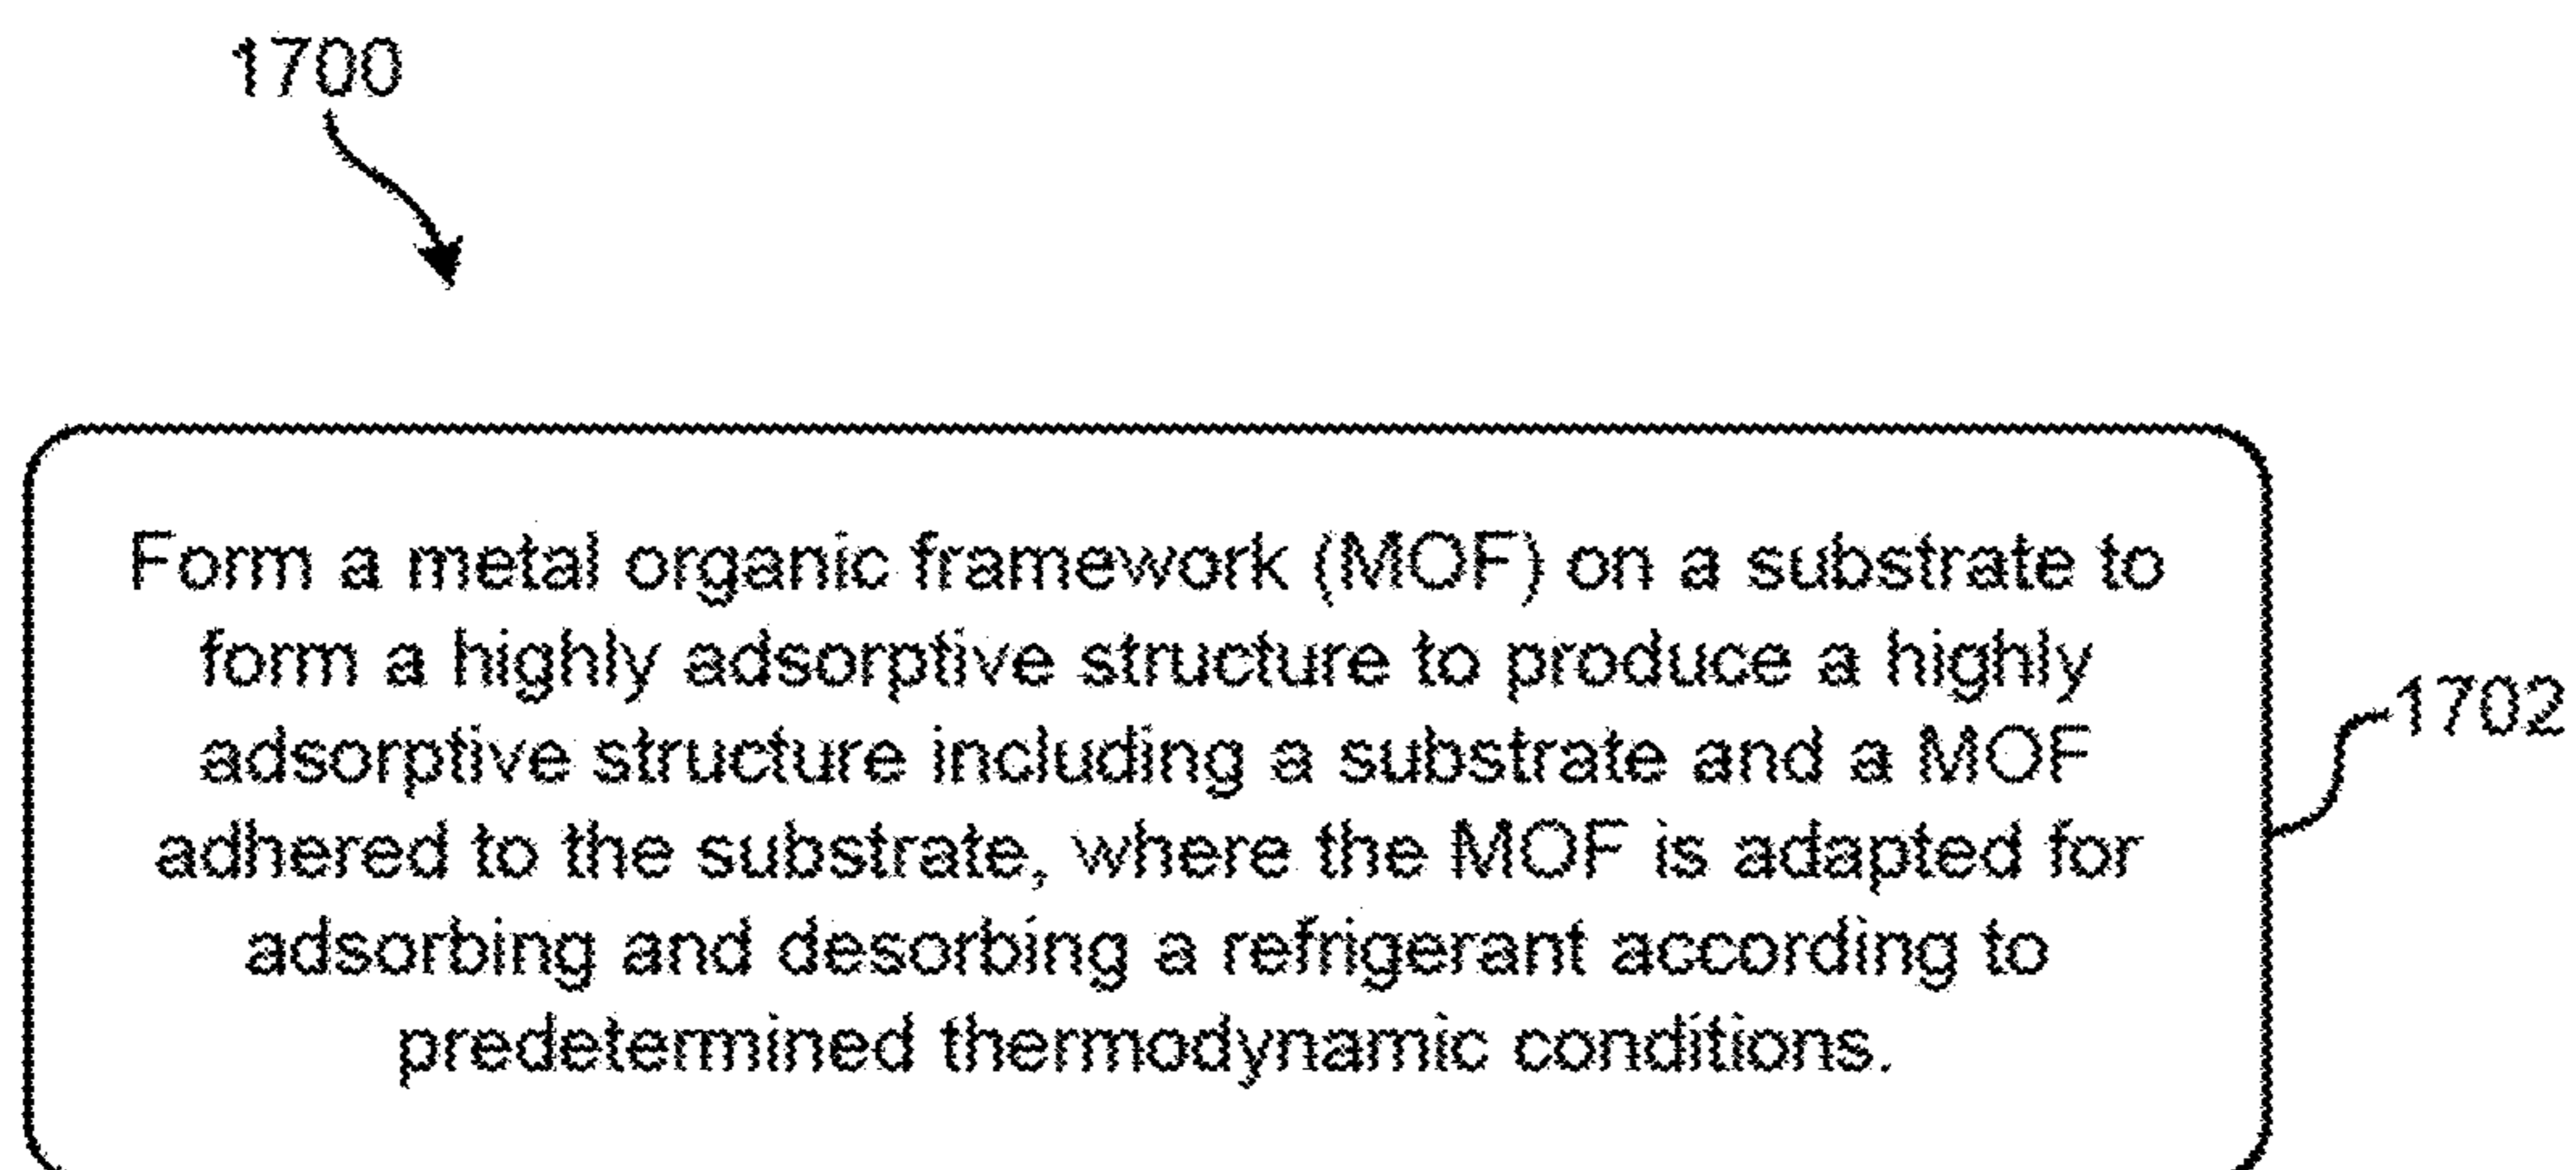 1700
Form a metal organic framework (MOF) on a substrate to
form a highly adsorptive structure to produce a highly
adsorptive structure including a substrate and a MOF
adhered to the substrate, where the MOF is adapted for
adsorbing and desorbing a refrigerant according to
predetermined thermodynamic conditions.
1702